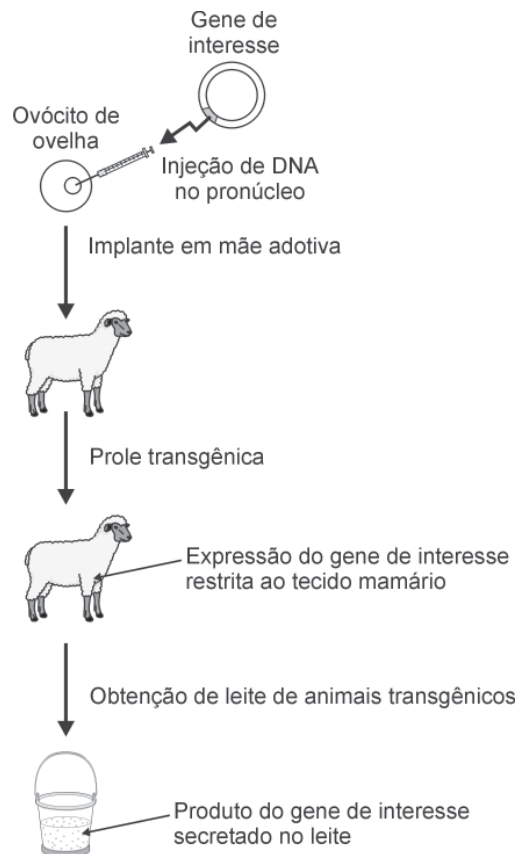 Gene de
interesse
Ovócito de
ovelha
Injeção de DNA
no pronúcleo
Implante em mãe adotiva
Prole transgênica
Expressão do gene de interesse
restrita ao tecido mamário
Obtenção de leite de animais transgênicos
Produto do gene de interesse
secretado no leite